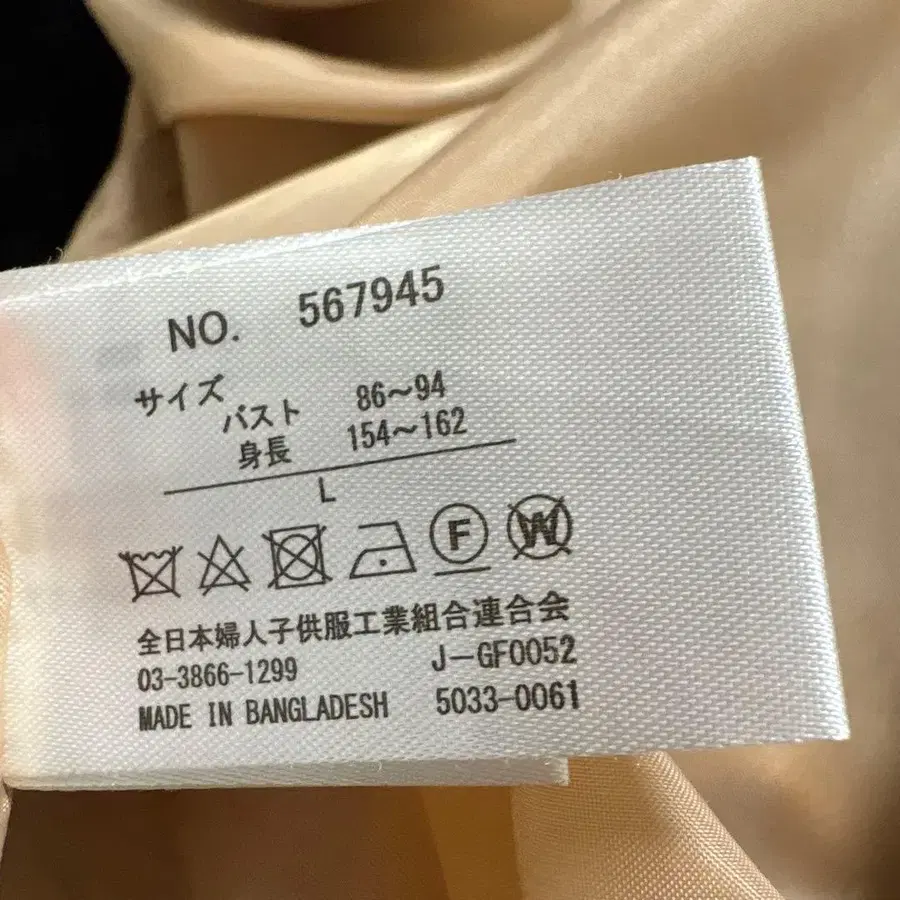 NO. 567945
サイズ
バスト 86～94
身長 154～162
L
F W
全日本婦人子供服工業組合連合会
03-3866-1299 J-GF0052
MADE IN BANGLADESH 5033-0061